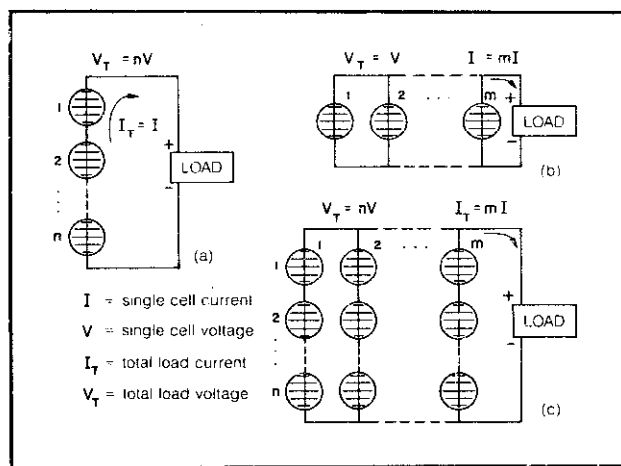 V_T = nV
1
I_T = I
+
2
LOAD
−
. . .
n
(a)
V_T = V I = mI
1 2 . . . m
+
LOAD
−
(b)
V_T = nV I_T = mI
1 2 . . . m
1
+
2
LOAD
−
. . .
n
(c)
I = single cell current
V = single cell voltage
I_T = total load current
V_T = total load voltage